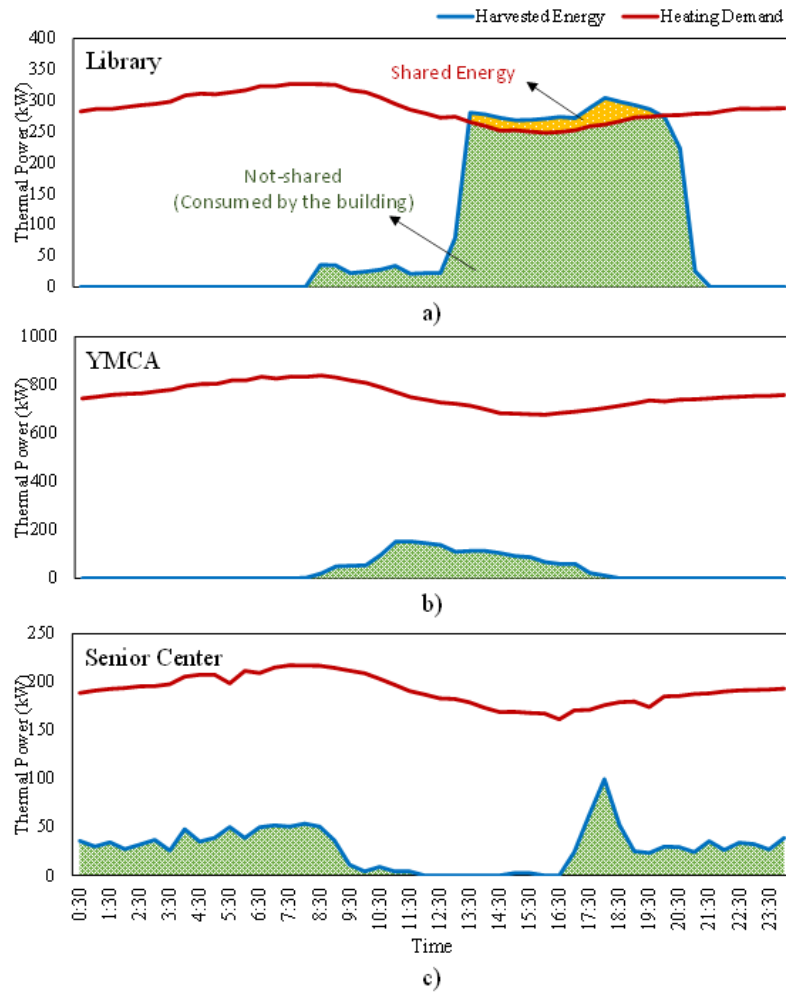 Harvested Energy Heating Demand
400
350
300
250
200
150
100
50
0
Thermal Power (kW)
Library
Shared Energy
Not-shared
(Consumed by the building)
a)
1000
800
600
400
200
0
Thermal Power (kW)
YMCA
b)
250
200
150
100
50
0
Thermal Power (kW)
Senior Center
0:30 1:30 2:30 3:30 4:30 5:30 6:30 7:30 8:30 9:30 10:30 11:30 12:30 13:30 14:30 15:30 16:30 17:30 18:30 19:30 20:30 21:30 22:30 23:30
Time
c)